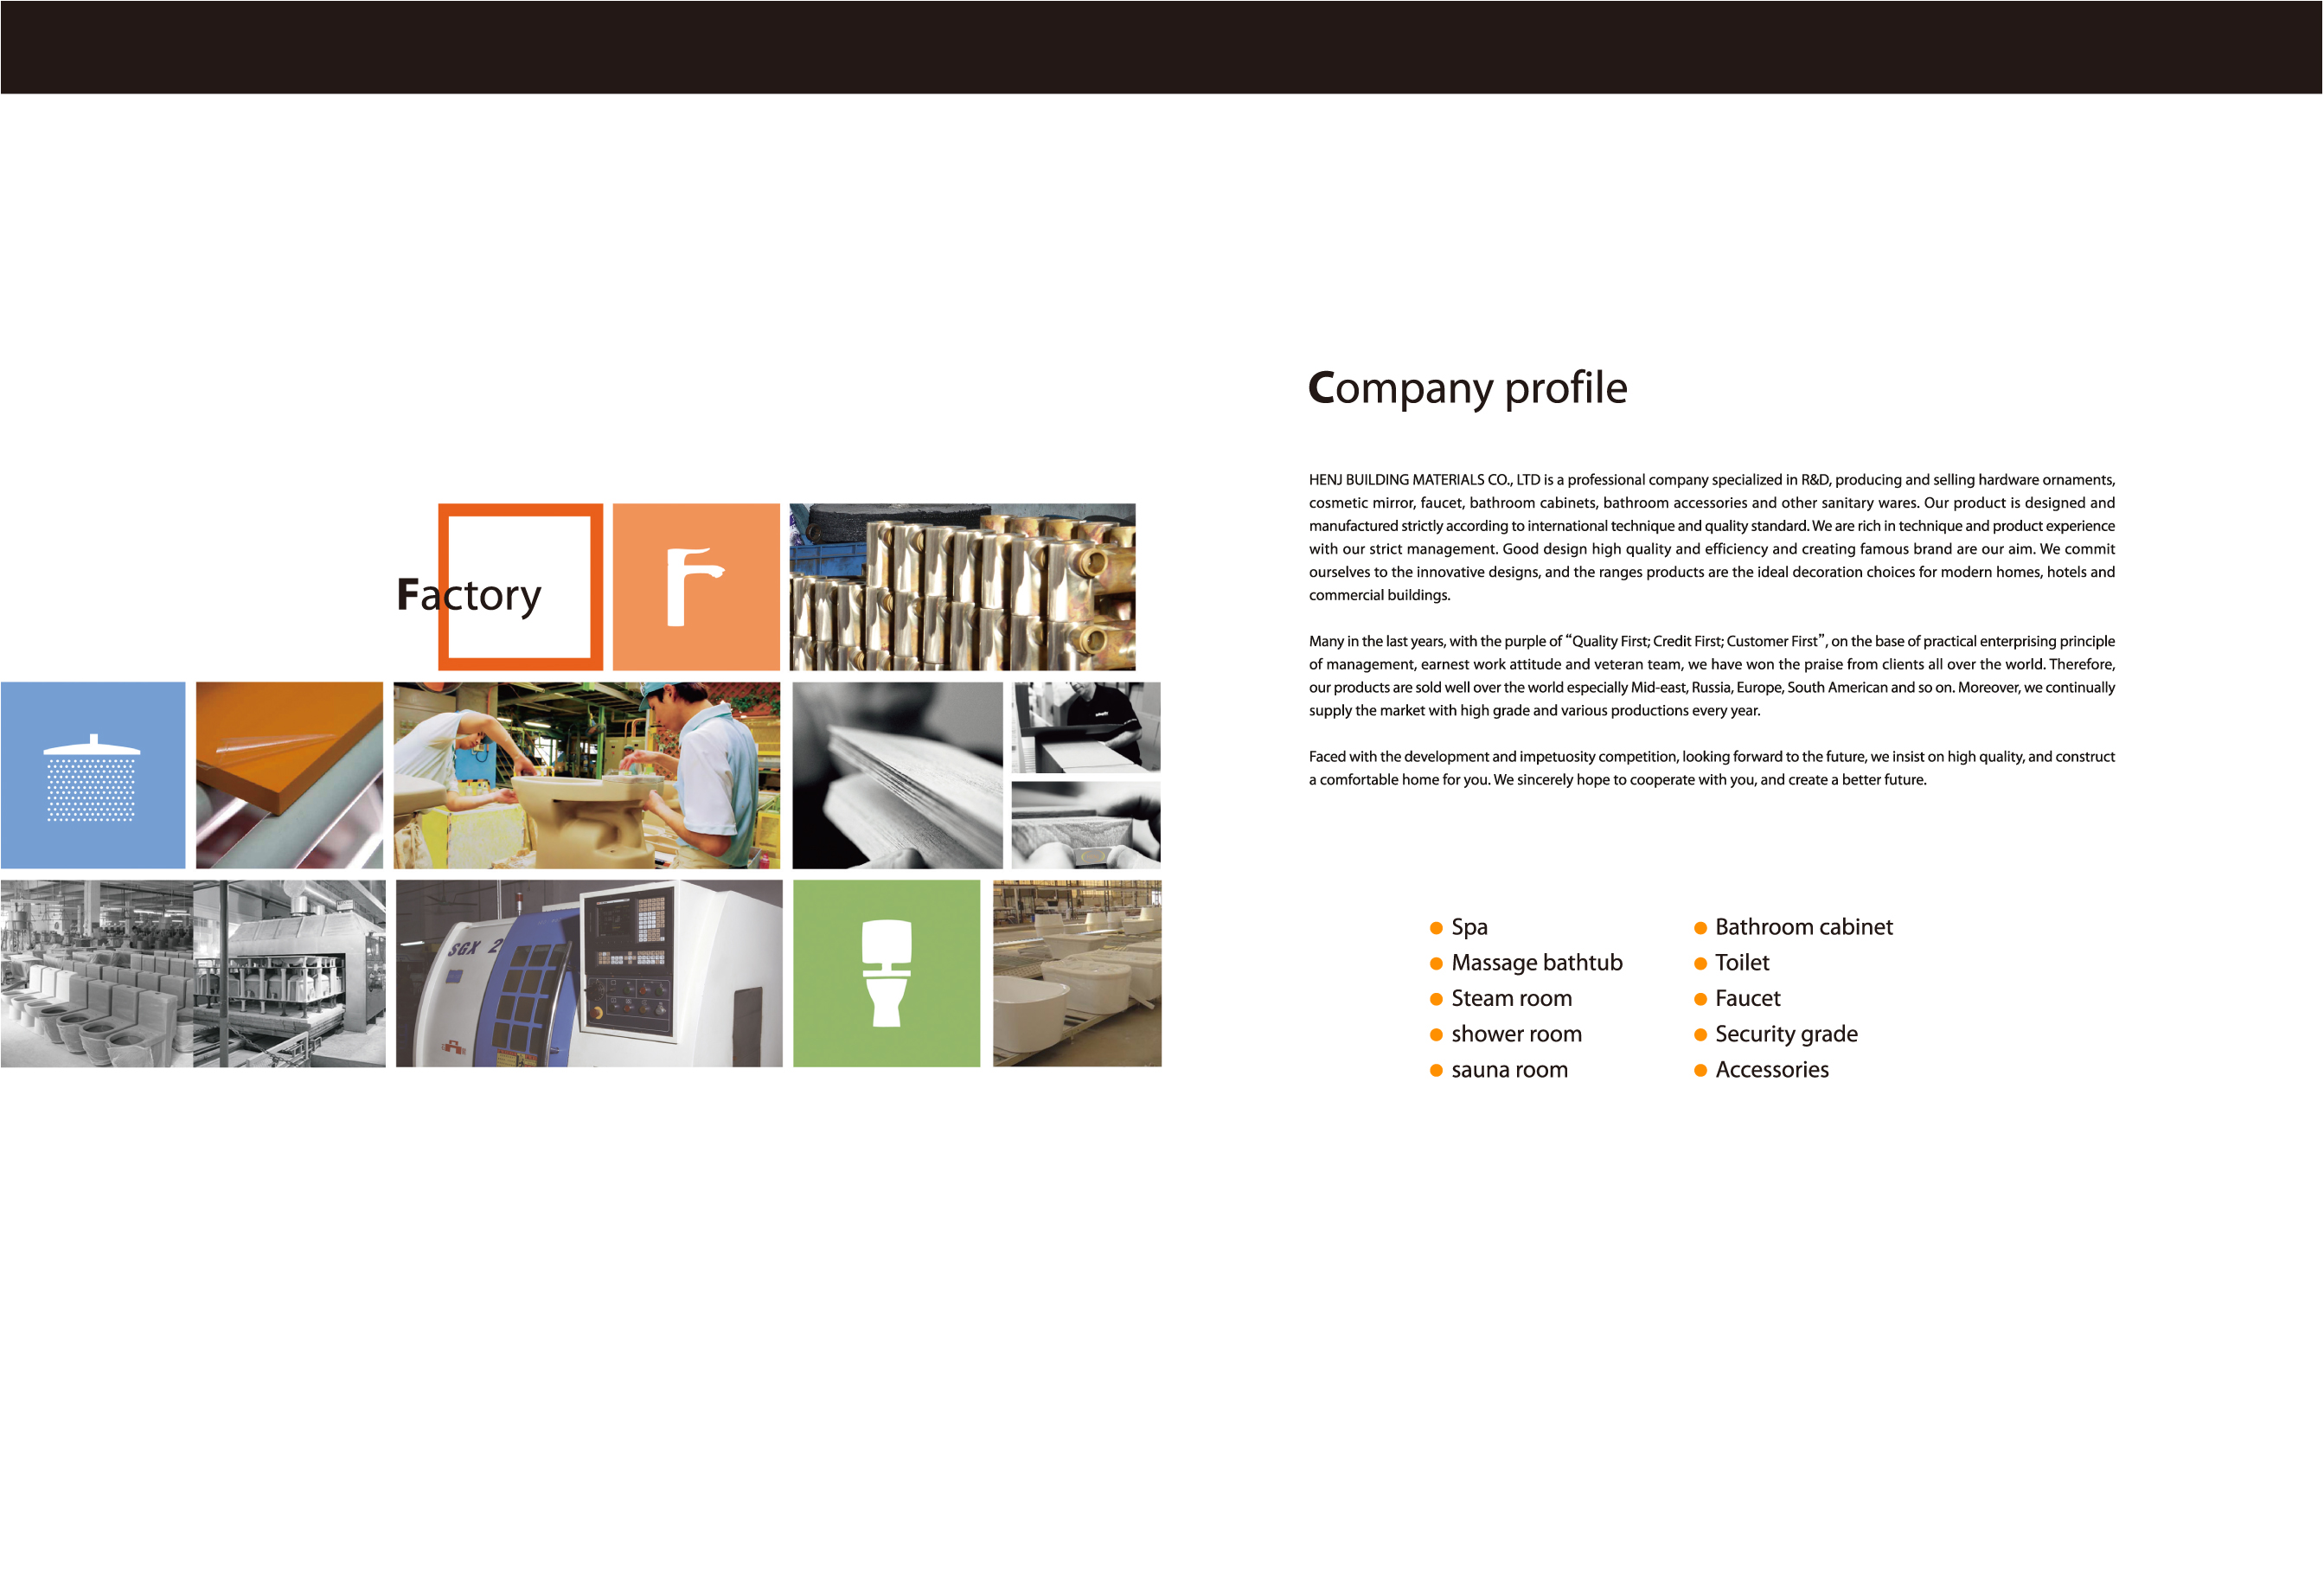 Factory
SGX 2
Company profile
HENJ BUILDING MATERIALS CO., LTD is a professional company specialized in R&D, producing and selling hardware ornaments,
cosmetic mirror, faucet, bathroom cabinets, bathroom accessories and other sanitary wares. Our product is designed and
manufactured strictly according to international technique and quality standard. We are rich in technique and product experience
with our strict management. Good design high quality and efficiency and creating famous brand are our aim. We commit
ourselves to the innovative designs, and the ranges products are the ideal decoration choices for modern homes, hotels and
commercial buildings.
Many in the last years, with the purple of “Quality First; Credit First; Customer First”, on the base of practical enterprising principle
of management, earnest work attitude and veteran team, we have won the praise from clients all over the world. Therefore,
our products are sold well over the world especially Mid-east, Russia, Europe, South American and so on. Moreover, we continually
supply the market with high grade and various productions every year.
Faced with the development and impetuosity competition, looking forward to the future, we insist on high quality, and construct
a comfortable home for you. We sincerely hope to cooperate with you, and create a better future.
Spa
Massage bathtub
Steam room
shower room
sauna room
Bathroom cabinet
Toilet
Faucet
Security grade
Accessories